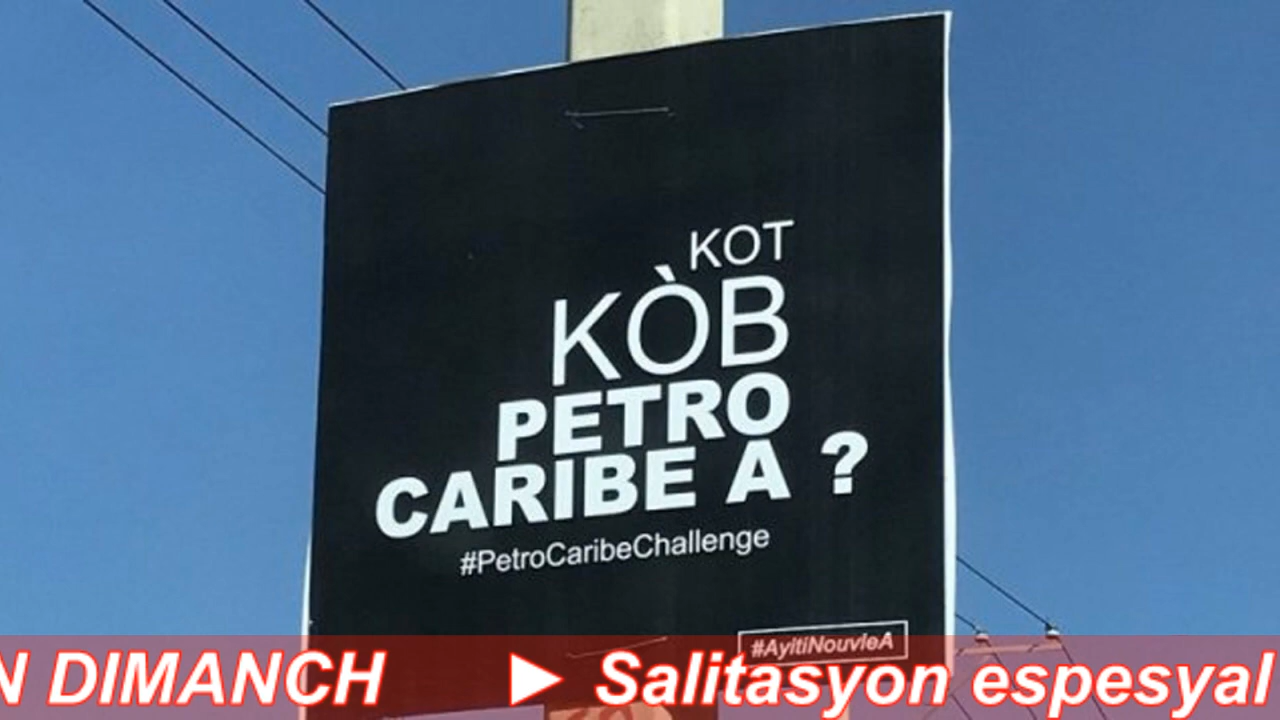 KOT
KÒB
PETRO
CARIBE A ?
#PetroCaribeChallenge
#AyitiNouvleA
N DIMANCH ► Salitasyon espesyal